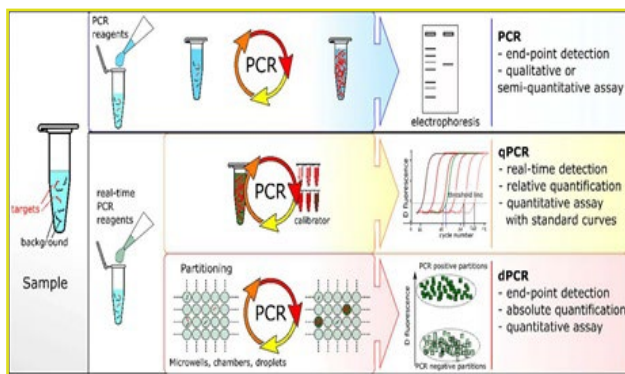 PCR
reagents
PCR
electrophoresis
PCR
- end-point detection
- qualitative or
semi-quantitative assay
targets
background
Sample
real-time
PCR
reagents
PCR
calibrator
fluorescence
threshold line
cycle number
qPCR
- real-time detection
- relative quantification
- quantitative assay
with standard curves
Partitioning
PCR
Microwells, chambers, droplets
PCR positive partitions
fluorescence
PCR negative partitions
dPCR
- end-point detection
- absolute quantification
- quantitative assay